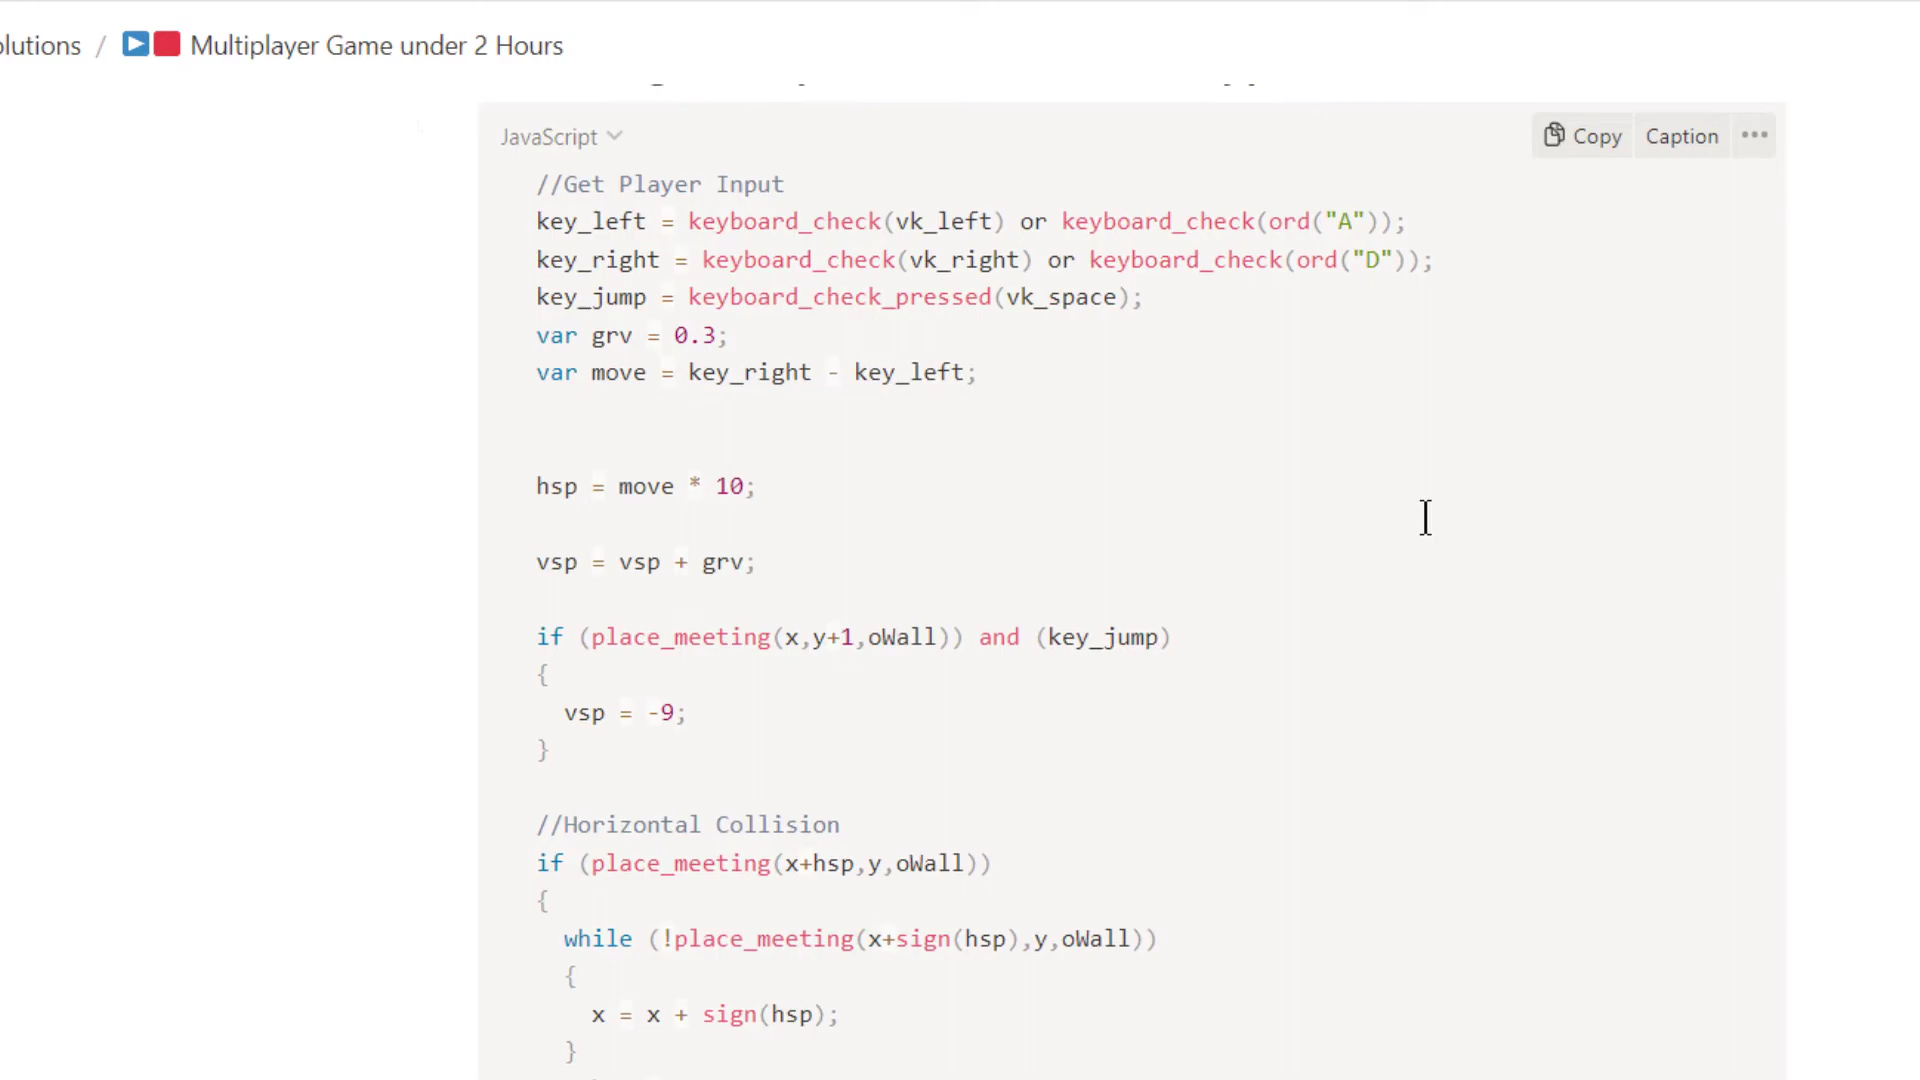 olutions / Multiplayer Game under 2 Hours
JavaScript
Copy Caption
//Get Player Input
key_left = keyboard_check(vk_left) or keyboard_check(ord("A"));
key_right = keyboard_check(vk_right) or keyboard_check(ord("D"));
key_jump = keyboard_check_pressed(vk_space);
var grv = 0.3;
var move = key_right - key_left;
hsp = move * 10;
vsp = vsp + grv;
if (place_meeting(x,y+1,oWall)) and (key_jump)
{
vsp = -9;
}
//Horizontal Collision
if (place_meeting(x+hsp,y,oWall))
{
while (!place_meeting(x+sign(hsp),y,oWall))
{
x = x + sign(hsp);
}